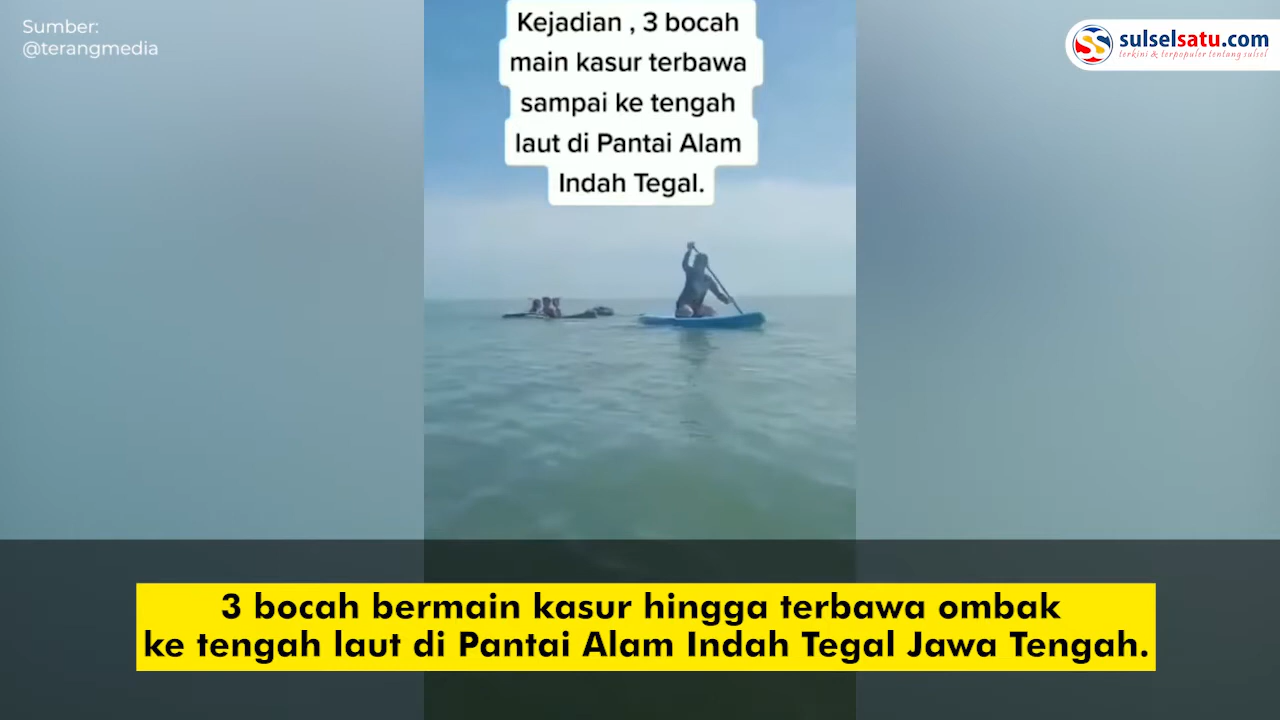 Sumber:
@terangmedia
Kejadian , 3 bocah
main kasur terbawa
sampai ke tengah
laut di Pantai Alam
Indah Tegal.
sulselsatu.com
terkini & terpopuler tentang sulsel
3 bocah bermain kasur hingga terbawa ombak
ke tengah laut di Pantai Alam Indah Tegal Jawa Tengah.